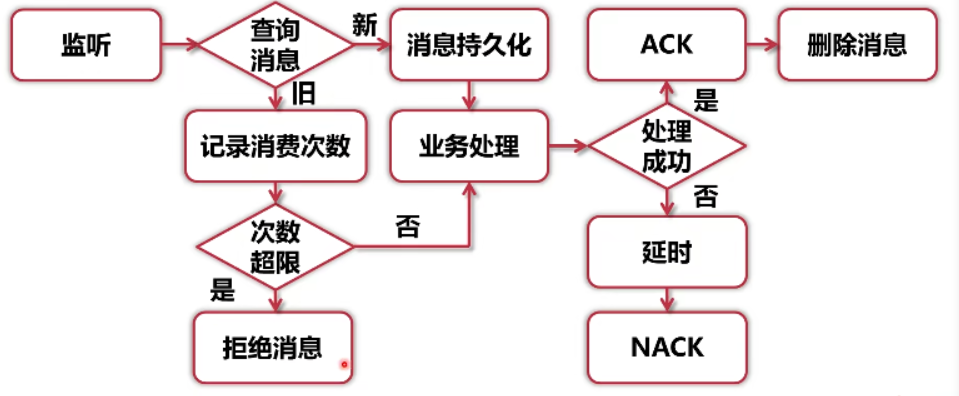 监听
查询
消息
新
消息持久化
ACK
删除消息
旧
是
记录消费次数
业务处理
处理
成功
否
次数
超限
否
延时
是
拒绝消息
NACK